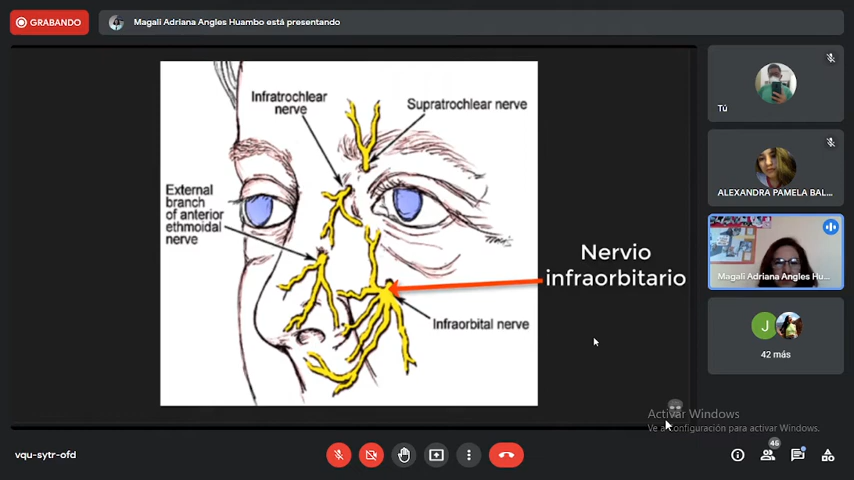 GRABANDO
Magali Adriana Angles Huambo está presentando
Infratrochlear
nerve
Supratrochlear nerve
External
branch
of anterior
ethmoidal
nerve
Nervio
infraorbitario
Infraorbital nerve
Tú
ALEXANDRA PAMELA BAL...
Magali Adriana Angles Hu...
J
42 más
Activar Windows
Ve a Configuración para activar Windows.
vqu-sytr-ofd
45